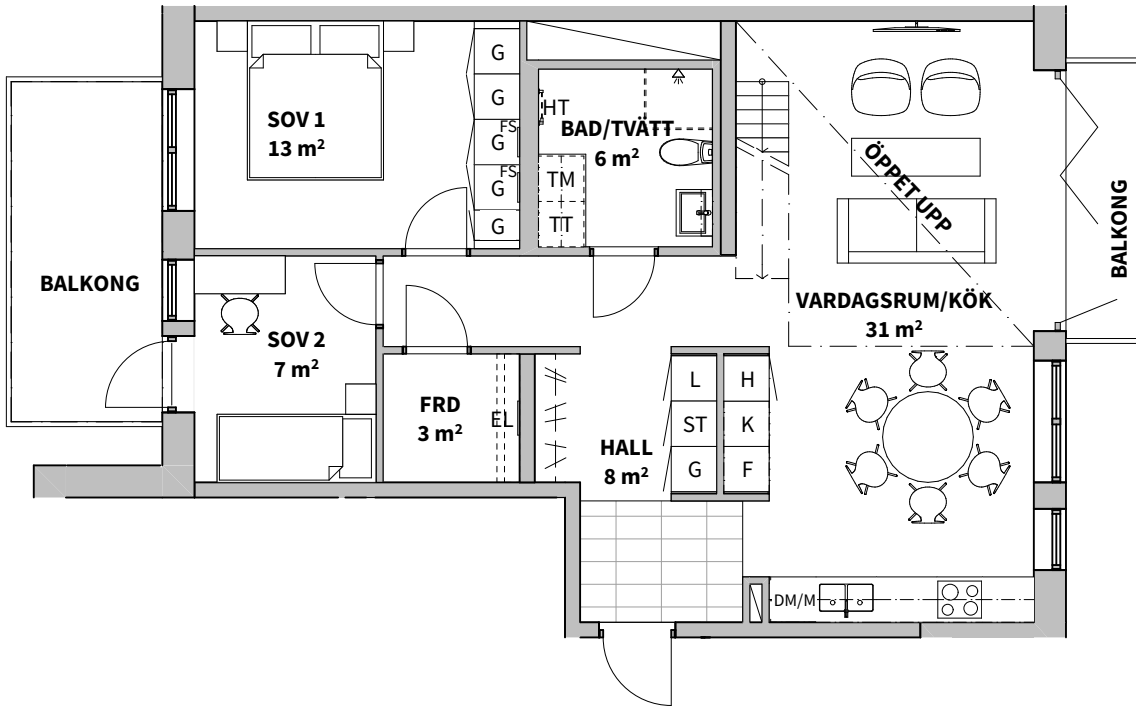 G
G
FS
G
FS
G
G
SOV 1
13 m²
HT
BAD/TVÄTT
6 m²
TM
TT
ÖPPET UPP
BALKONG
BALKONG
VARDAGSRUM/KÖK
31 m²
SOV 2
7 m²
FRD
3 m²
EL
HALL
8 m²
L
ST
G
H
K
F
DM/M